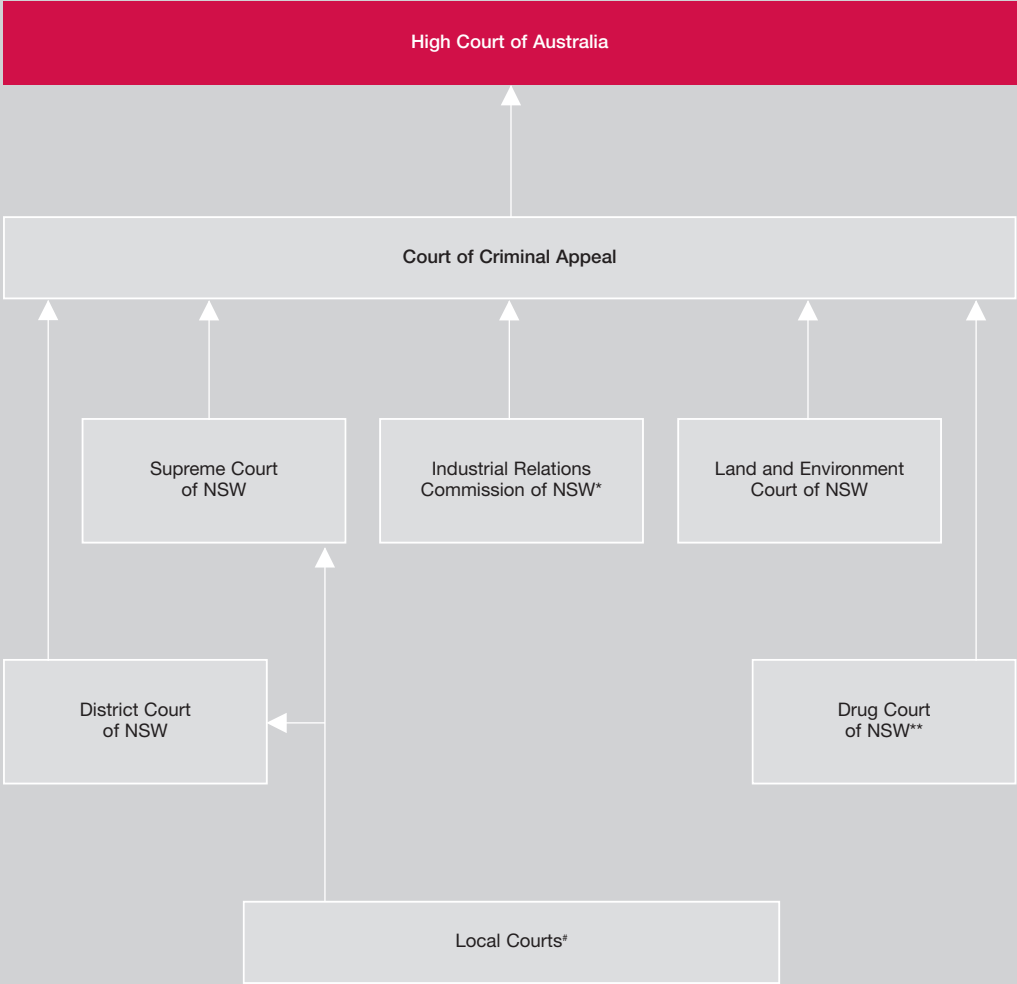 High Court of Australia
Court of Criminal Appeal
Supreme Court
of NSW
Industrial Relations
Commission of NSW*
Land and Environment
Court of NSW
District Court
of NSW
Drug Court
of NSW**
Local Courts#